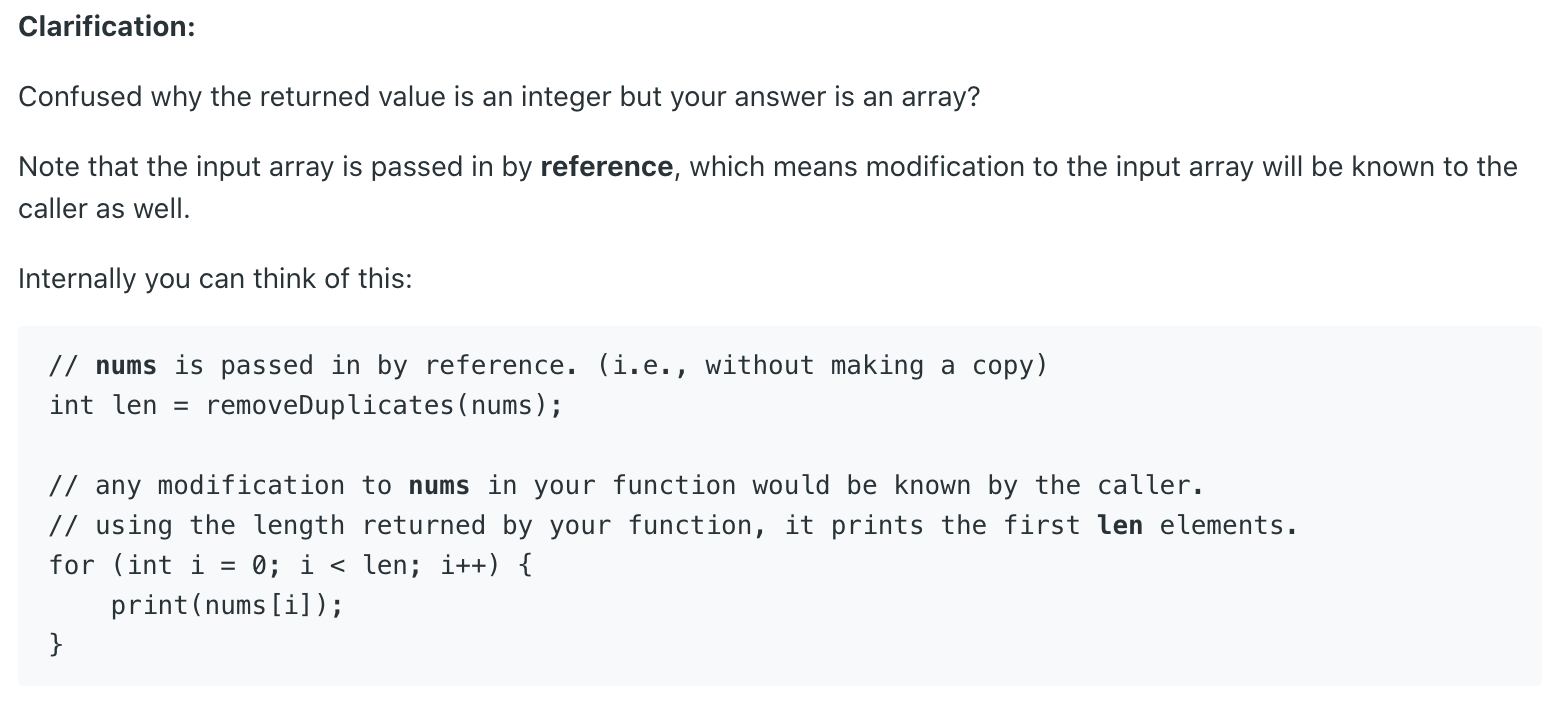 Clarification:
Confused why the returned value is an integer but your answer is an array?
Note that the input array is passed in by reference, which means modification to the input array will be known to the
caller as well.
Internally you can think of this:
// nums is passed in by reference. (i.e., without making a copy)
int len = removeDuplicates(nums);
// any modification to nums in your function would be known by the caller.
// using the length returned by your function, it prints the first len elements.
for (int i = 0; i < len; i++) {
    print(nums[i]);
}